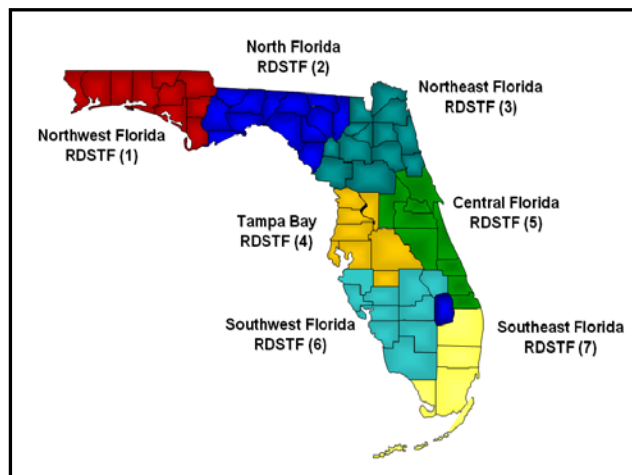 North Florida
RDSTF (2)
Northeast Florida
RDSTF (3)
Northwest Florida
RDSTF (1)
Central Florida
RDSTF (5)
Tampa Bay
RDSTF (4)
Southwest Florida
RDSTF (6)
Southeast Florida
RDSTF (7)